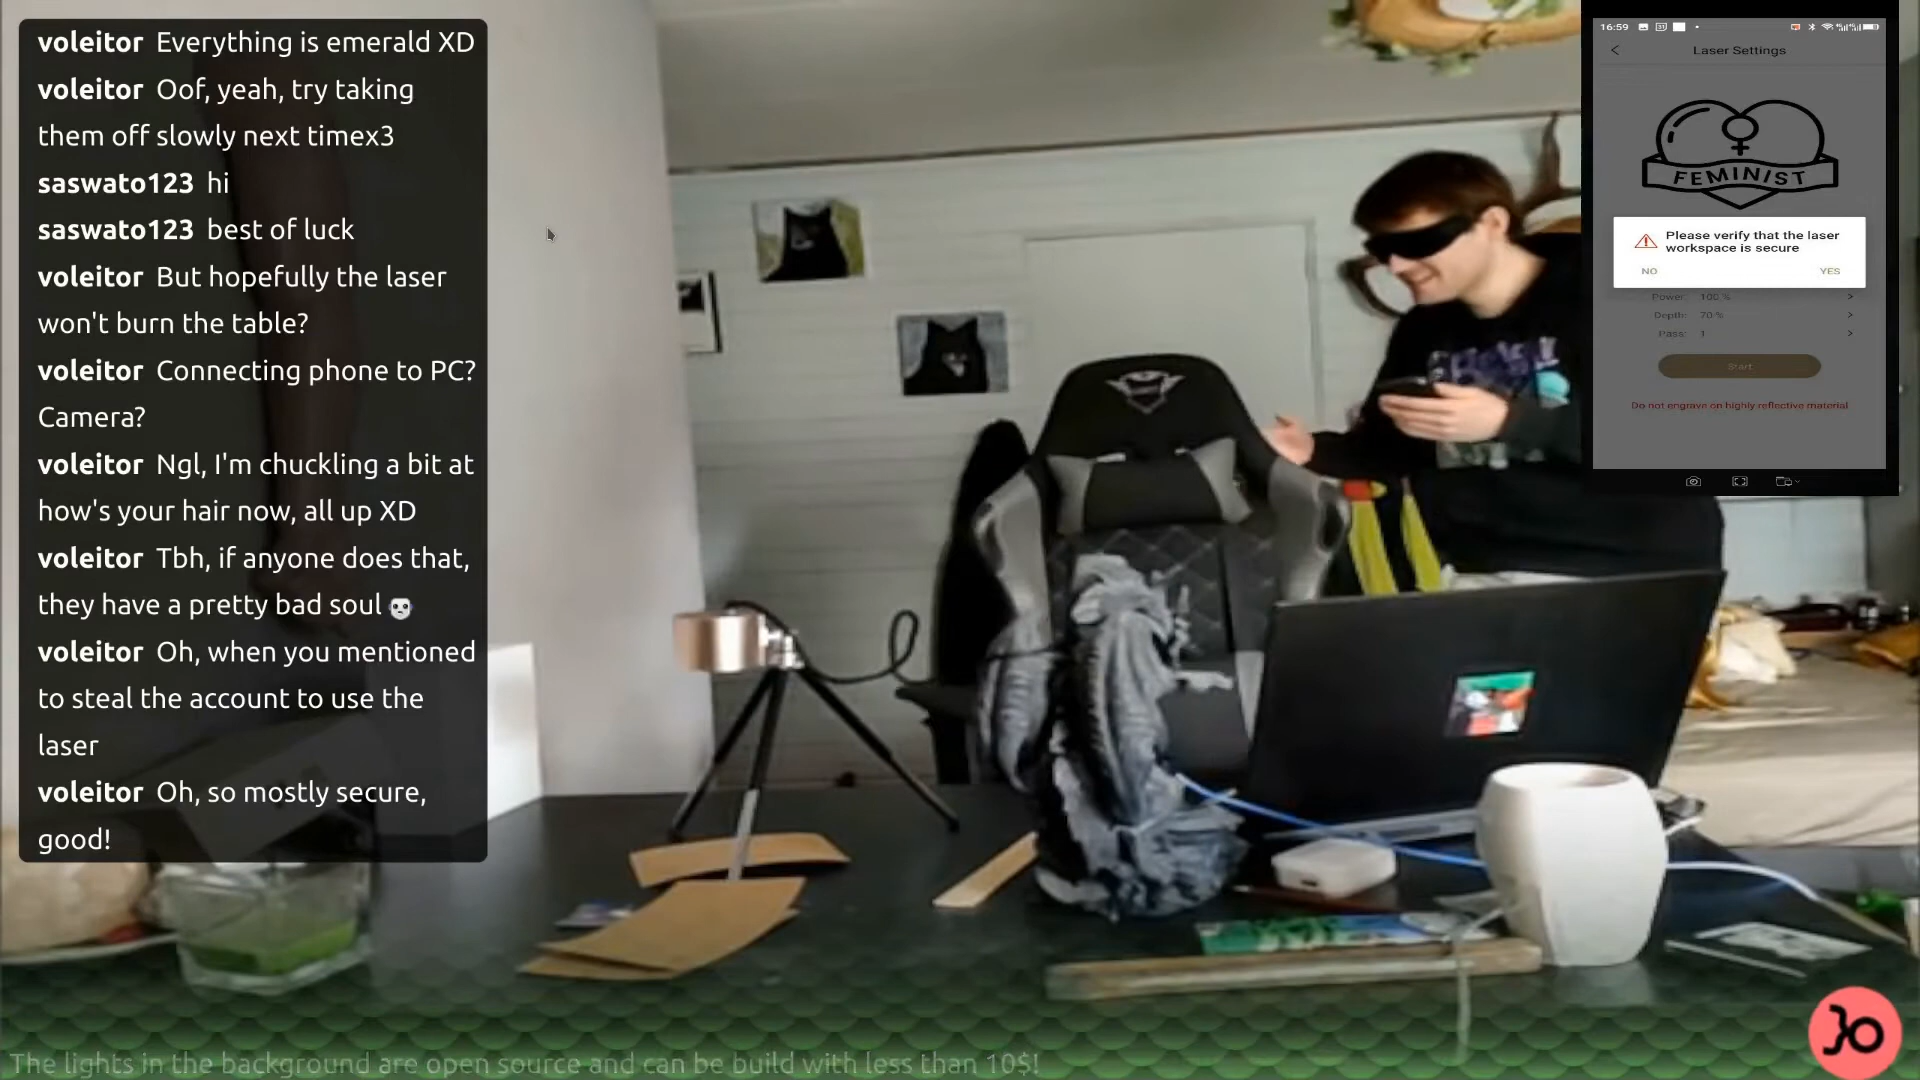 voleitor Everything is emerald XD
voleitor Oof, yeah, try taking
them off slowly next timex3
saswato123 hi
saswato123 best of luck
voleitor But hopefully the laser
won't burn the table?
voleitor Connecting phone to PC?
Camera?
voleitor Ngl, I'm chuckling a bit at
how's your hair now, all up XD
voleitor Tbh, if anyone does that,
they have a pretty bad soul
voleitor Oh, when you mentioned
to steal the account to use the
laser
voleitor Oh, so mostly secure,
good!
16:59
31
Laser Settings
FEMINIST
Please verify that the laser
workspace is secure
NO YES
Power: 100 %
Depth: 70 %
Pass: 1
Start
Do not engrave on highly reflective material
The lights in the background are open source and can be build with less than 10$!